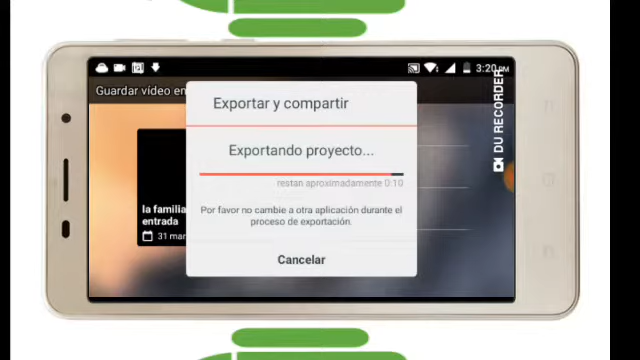 3:20 PM
Guardar vídeo en
Exportar y compartir
Exportando proyecto...
restan aproximadamente 0:10
Por favor no cambie a otra aplicación durante el
proceso de exportación.
Cancelar
la familia
entrada
31 mar
DU RECORDER